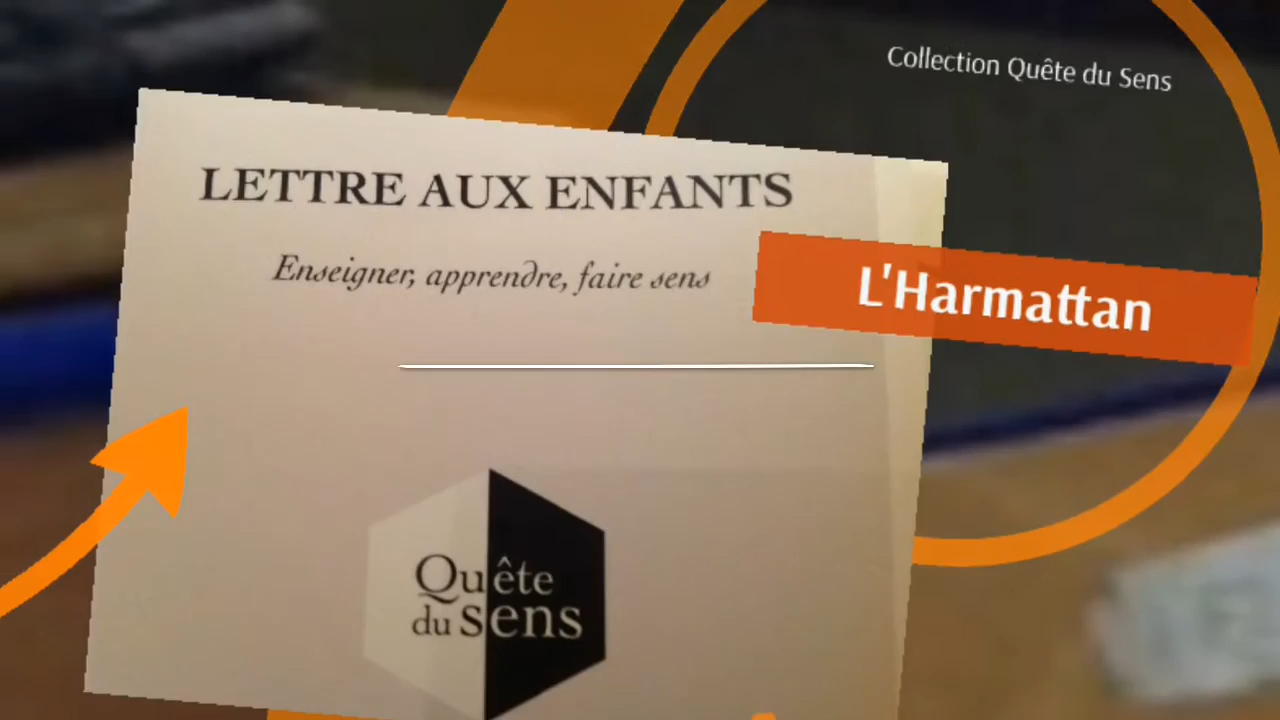 Collection Quête du Sens
LETTRE AUX ENFANTS
Enseigner, apprendre, faire sens
L'Harmattan
Quête
du sens